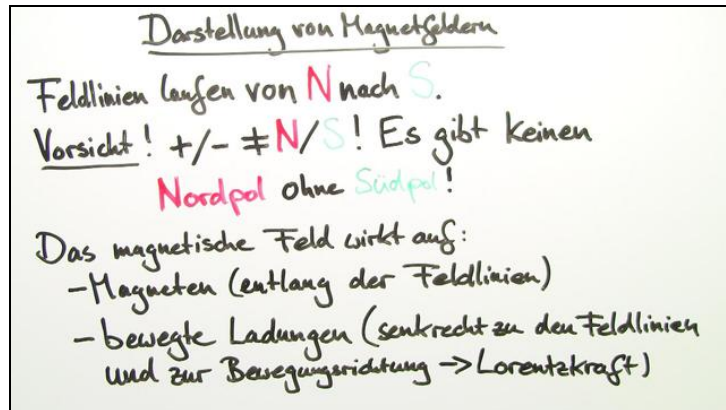 Darstellung von Magnetfeldern
Feldlinien laufen von N nach S.
Vorsicht! +/- ≠ N/S! Es gibt keinen
Nordpol ohne Südpol!
Das magnetische Feld wirkt auf:
- Magneten (entlang der Feldlinien)
- bewegte Ladungen (senkrecht zu den Feldlinien
und zur Bewegungsrichtung -> Lorentzkraft)